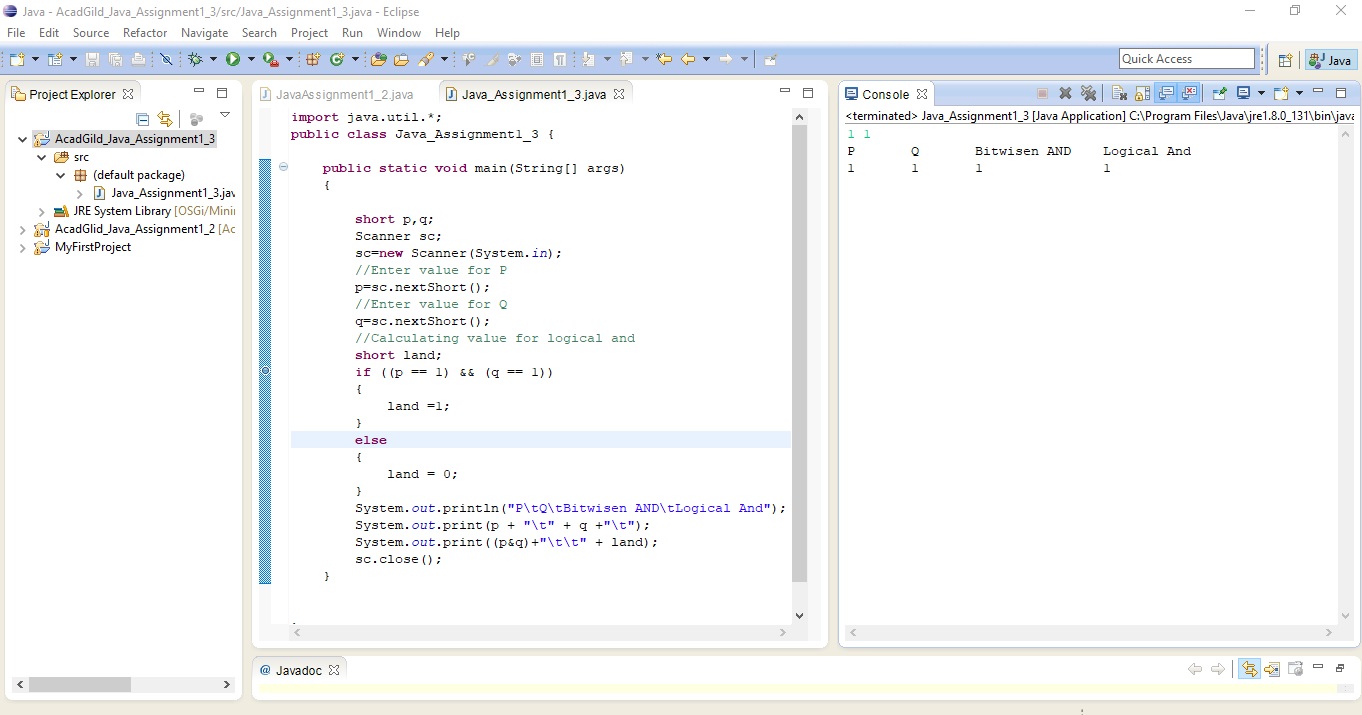 Java - AcadGild_Java_Assignment1_3/src/Java_Assignment1_3.java - Eclipse
File Edit Source Refactor Navigate Search Project Run Window Help
Quick Access
Java
Project Explorer
AcadGild_Java_Assignment1_3
src
(default package)
Java_Assignment1_3.jav
JRE System Library [OSGi/Mini
AcadGlid_Java_Assignment1_2 [Ac
MyFirstProject
JavaAssignment1_2.java
Java_Assignment1_3.java
import java.util.*;
public class Java_Assignment1_3 {
public static void main(String[] args)
{
short p,q;
Scanner sc;
sc=new Scanner(System.in);
//Enter value for P
p=sc.nextShort();
//Enter value for Q
q=sc.nextShort();
//Calculating value for logical and
short land;
if ((p == 1) && (q == 1))
{
land =1;
}
else
{
land = 0;
}
System.out.println("P\tQ\tBitwisen AND\tLogical And");
System.out.print(p + "\t" + q +"\t");
System.out.print((p&q)+"\t\t" + land);
sc.close();
}
Console
<terminated> Java_Assignment1_3 [Java Application] C:\Program Files\Java\jre1.8.0_131\bin\java
1 1
P Q Bitwisen AND Logical And
1 1 1 1
@ Javadoc